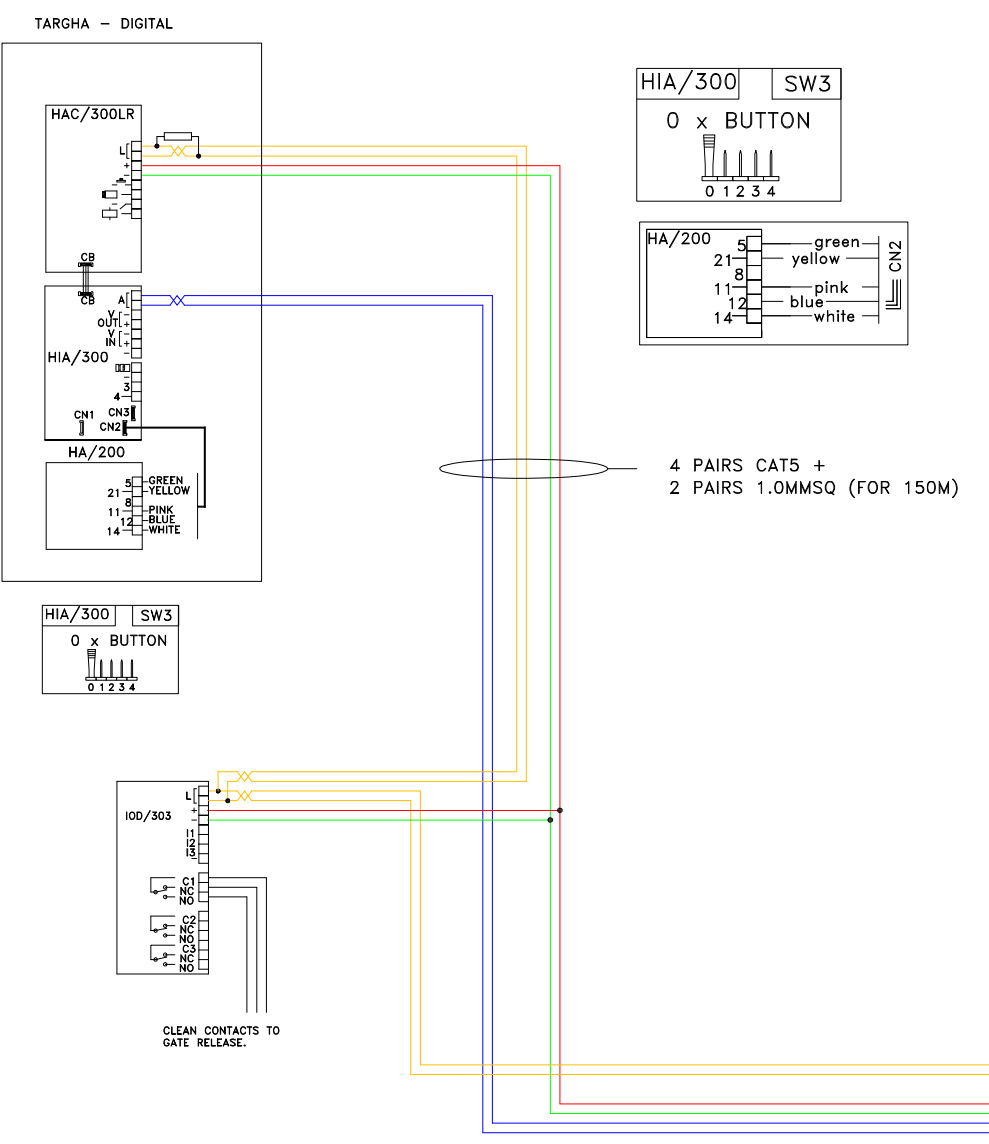 TARGHA - DIGITAL
HAC/300LR
L
+
-
CB
CB
A
V -
OUT +
V -
IN +
-
HIA/300
-
3
4
CN1 CN3
CN2
HA/200
5 GREEN
21 YELLOW
8
11 PINK
12 BLUE
14 WHITE
HIA/300 SW3
0 x BUTTON
0 1 2 3 4
HIA/300 SW3
0 x BUTTON
0 1 2 3 4
HA/200
5 green
21 yellow
8
11 pink
12 blue
14 white
CN2
4 PAIRS CAT5 +
2 PAIRS 1.0MMSQ (FOR 150M)
IOD/303
L
+
-
I1
I2
I3
-
C1
NC
NO
C2
NC
NO
C3
NC
NO
CLEAN CONTACTS TO
GATE RELEASE.